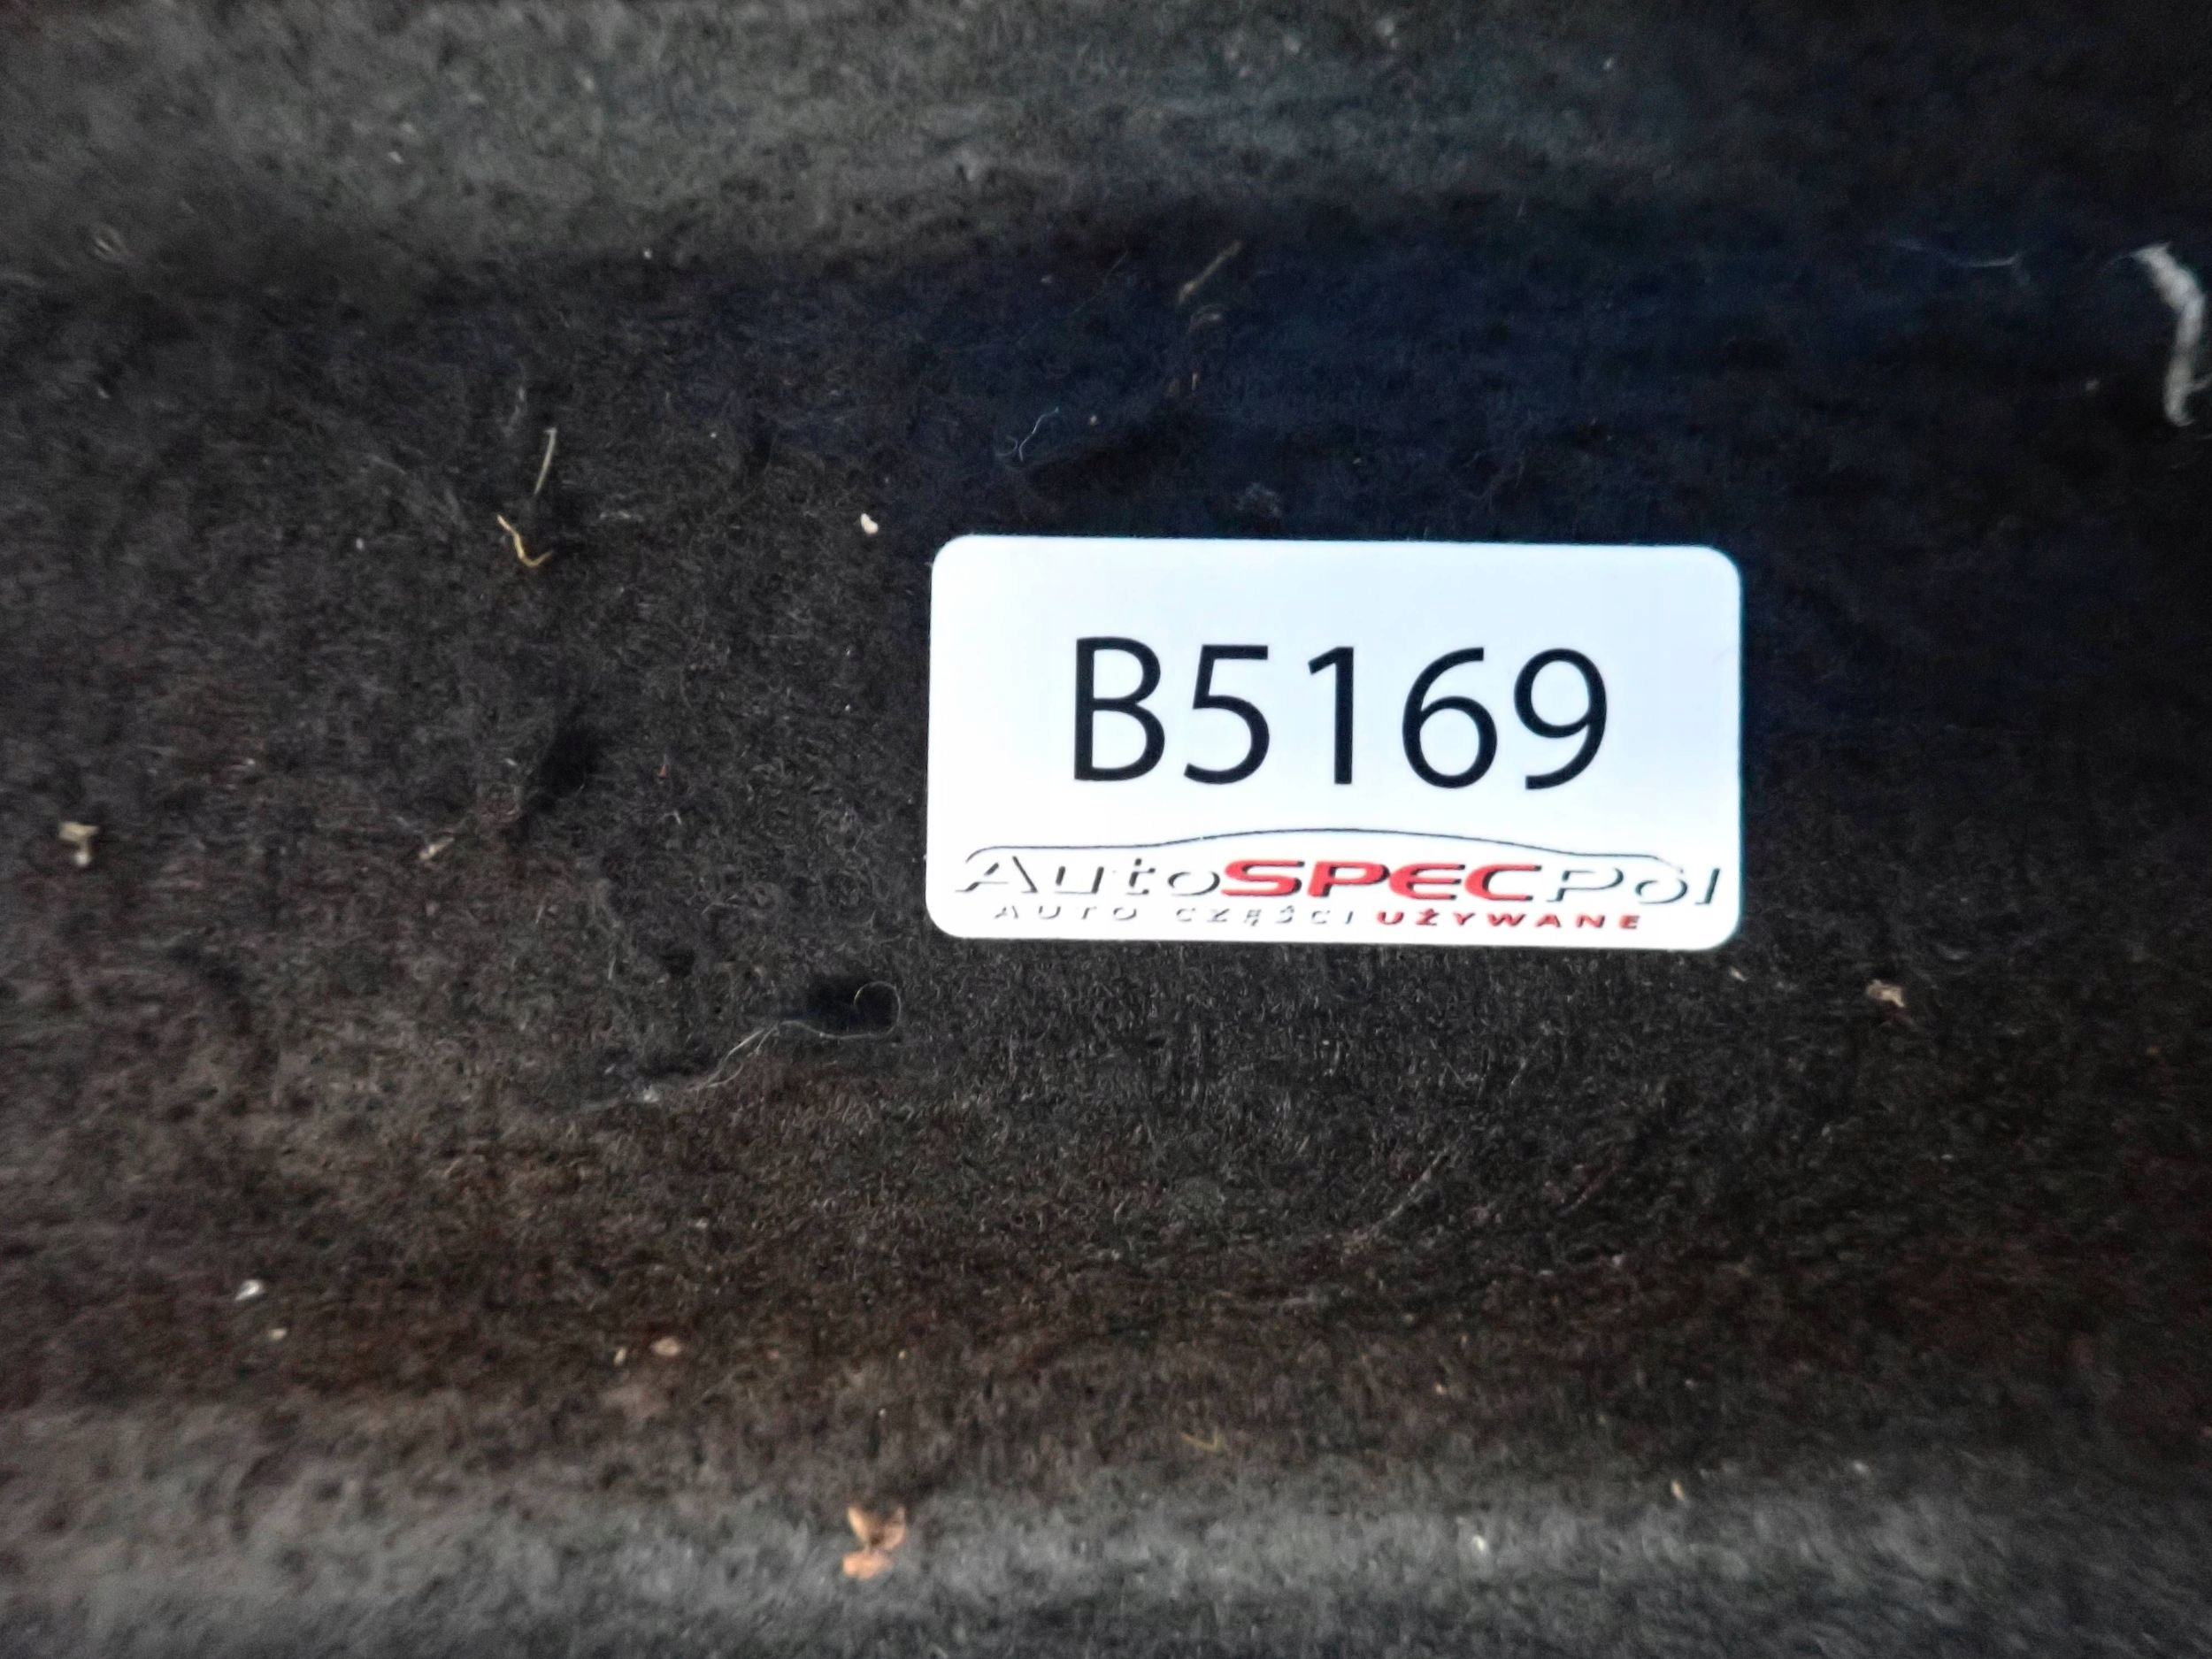 B5169
AutoSPECPol
AUTO CZĘŚCI UŻYWANE